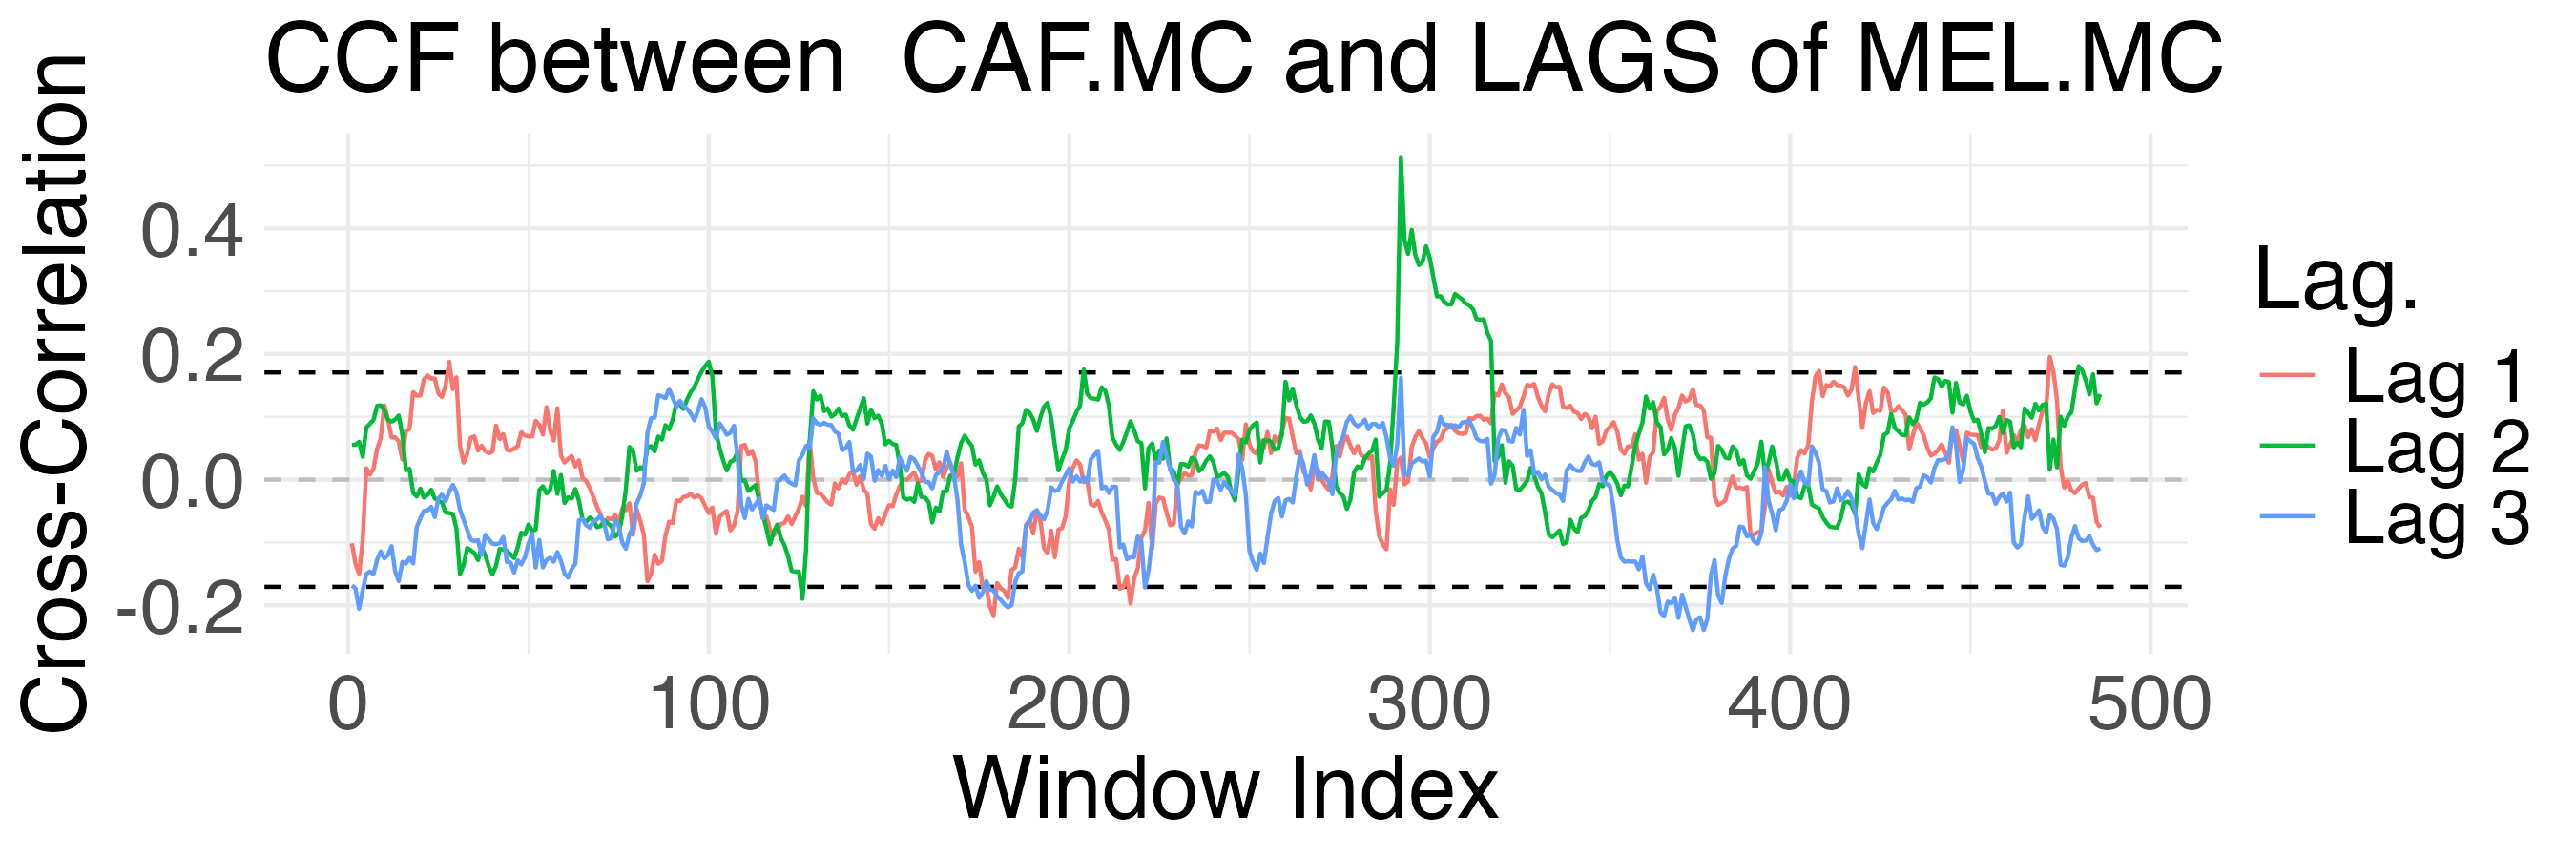 CCF between  CAF.MC and LAGS of MEL.MC
Cross-Correlation
0.4
0.2
0.0
-0.2
0 100 200 300 400 500
Window Index
Lag.
Lag 1
Lag 2
Lag 3